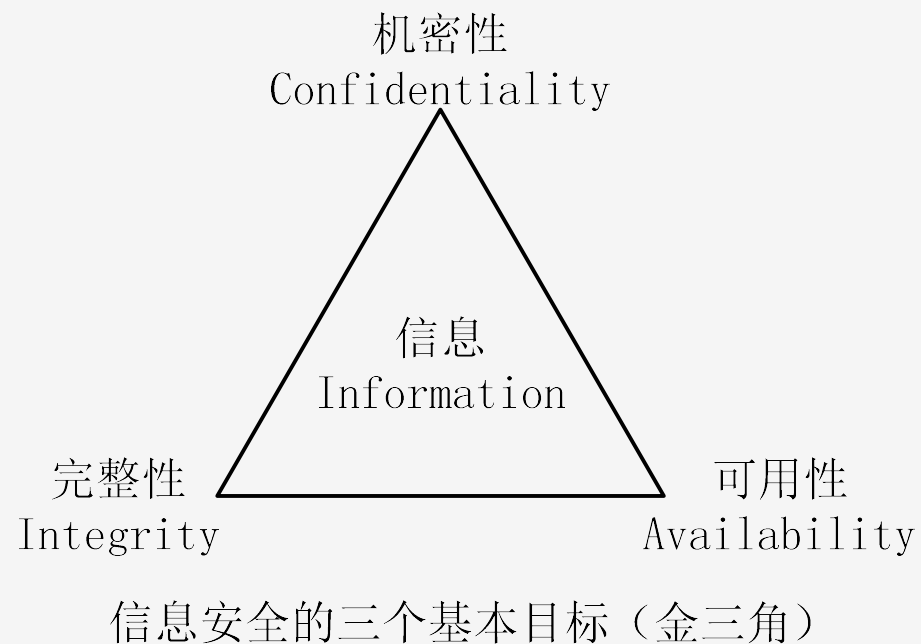 机密性
Confidentiality
信息
Information
完整性
Integrity
可用性
Availability
信息安全的三个基本目标（金三角）